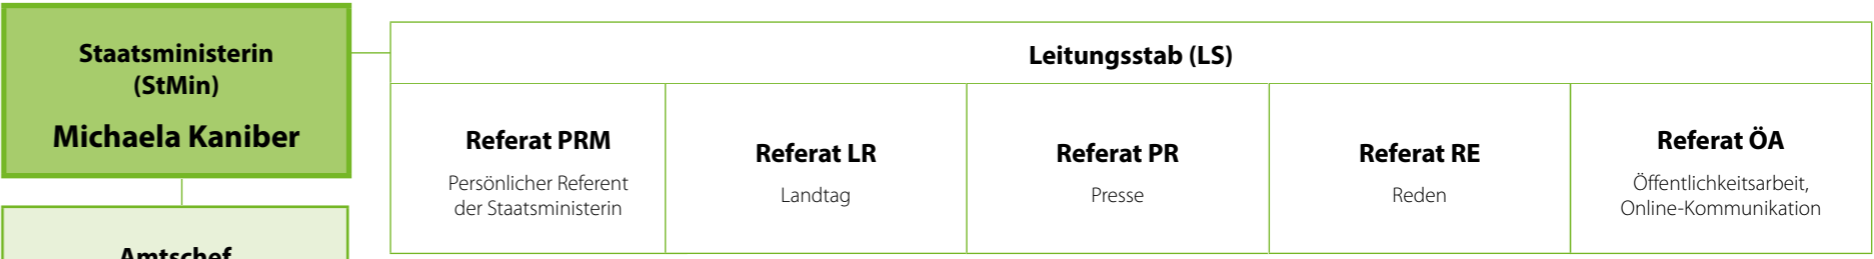 Staatsministerin
(StMin)
Michaela Kaniber
Leitungsstab (LS)
Referat PRM
Persönlicher Referent
der Staatsministerin
Referat LR
Landtag
Referat PR
Presse
Referat RE
Reden
Referat ÖA
Öffentlichkeitsarbeit,
Online-Kommunikation
Amtschef